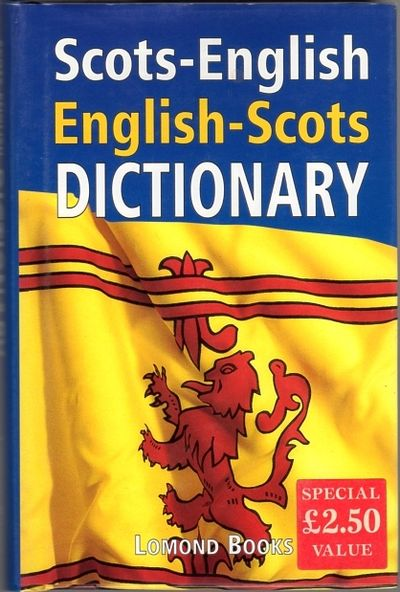 Scots-English
English-Scots
DICTIONARY
SPECIAL
£2.50
VALUE
LOMOND BOOKS